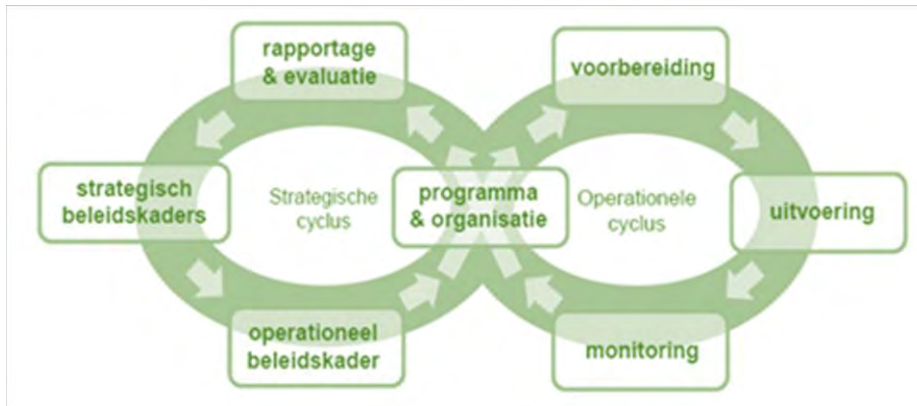 rapportage
& evaluatie
voorbereiding
strategisch
beleidskaders
Strategische
cyclus
programma
& organisatie
Operationele
cyclus
uitvoering
operationeel
beleidskader
monitoring